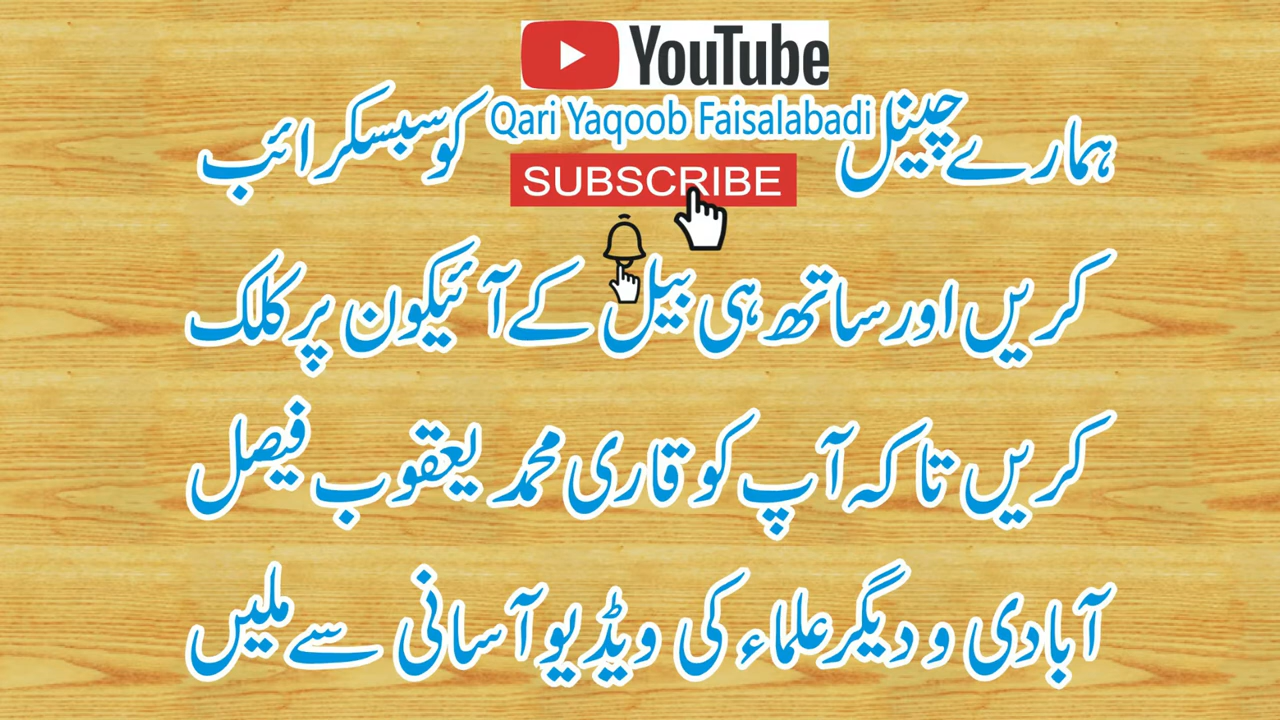 YouTube
ہمارے چینل Qari Yaqoob Faisalabadi کو سبسکرائب
SUBSCRIBE
کریں اور ساتھ ہی بیل کے آئیکون پر کلک
کریں تاکہ آپ کو قاری محمد یعقوب فیصل
آبادی و دیگر علماء کی ویڈیو آسانی سے ملیں